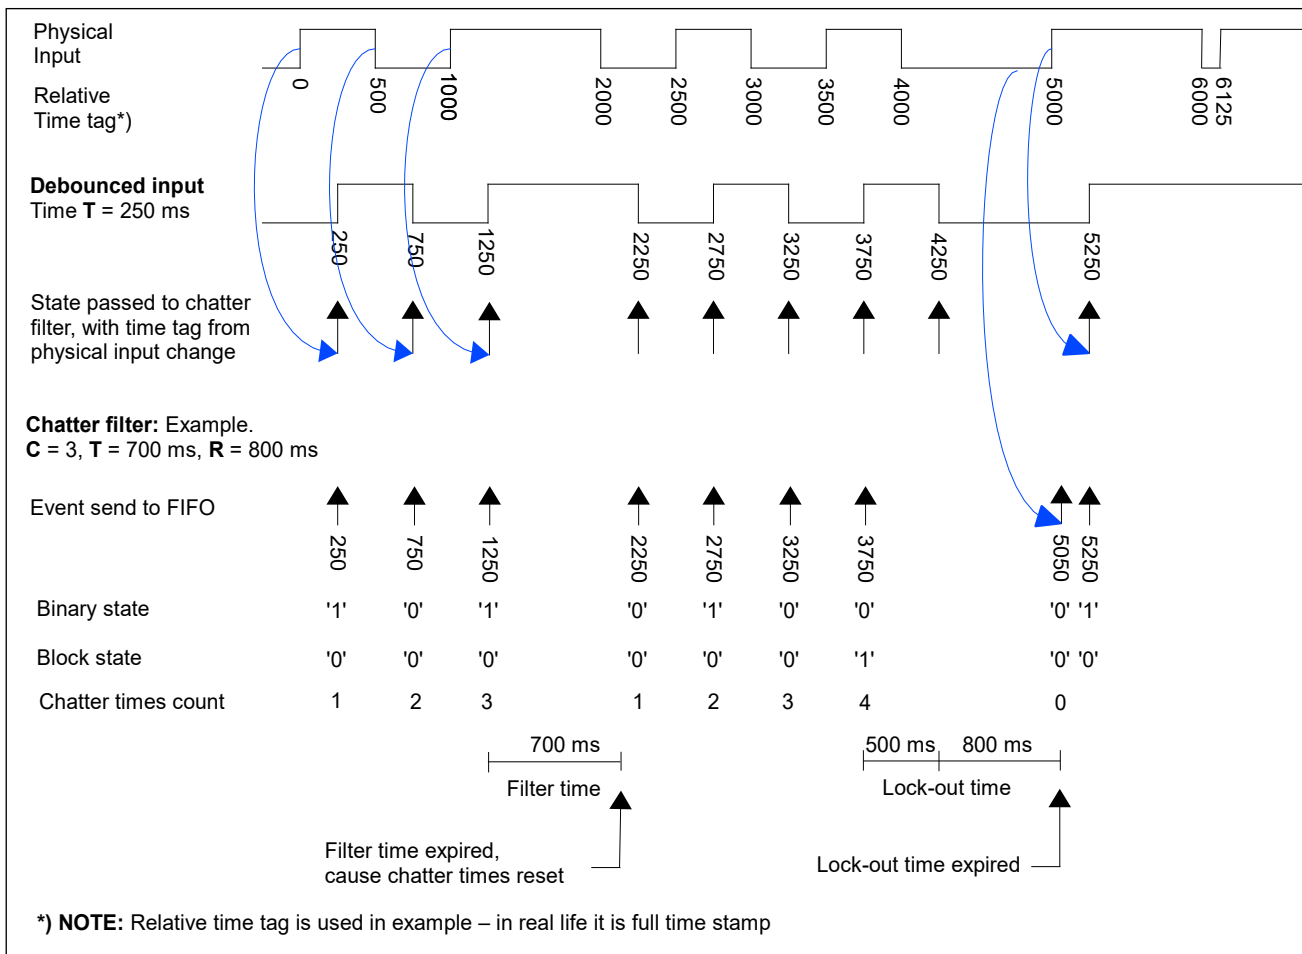 Physical
Input
Relative
Time tag*)
0 500 1000 2000 2500 3000 3500 4000 5000 6000 6125
Debounced input
Time T = 250 ms
250 750 1250 2250 2750 3250 3750 4250 5250
State passed to chatter
filter, with time tag from
physical input change
Chatter filter: Example.
C = 3, T = 700 ms, R = 800 ms
Event send to FIFO
250 750 1250 2250 2750 3250 3750 5050 5250
Binary state '1' '0' '1' '0' '1' '0' '0' '0' '1'
Block state '0' '0' '0' '0' '0' '0' '1' '0' '0'
Chatter times count 1 2 3 1 2 3 4 0
700 ms 500 ms 800 ms
Filter time Lock-out time
Filter time expired,
cause chatter times reset
Lock-out time expired
*) NOTE: Relative time tag is used in example – in real life it is full time stamp